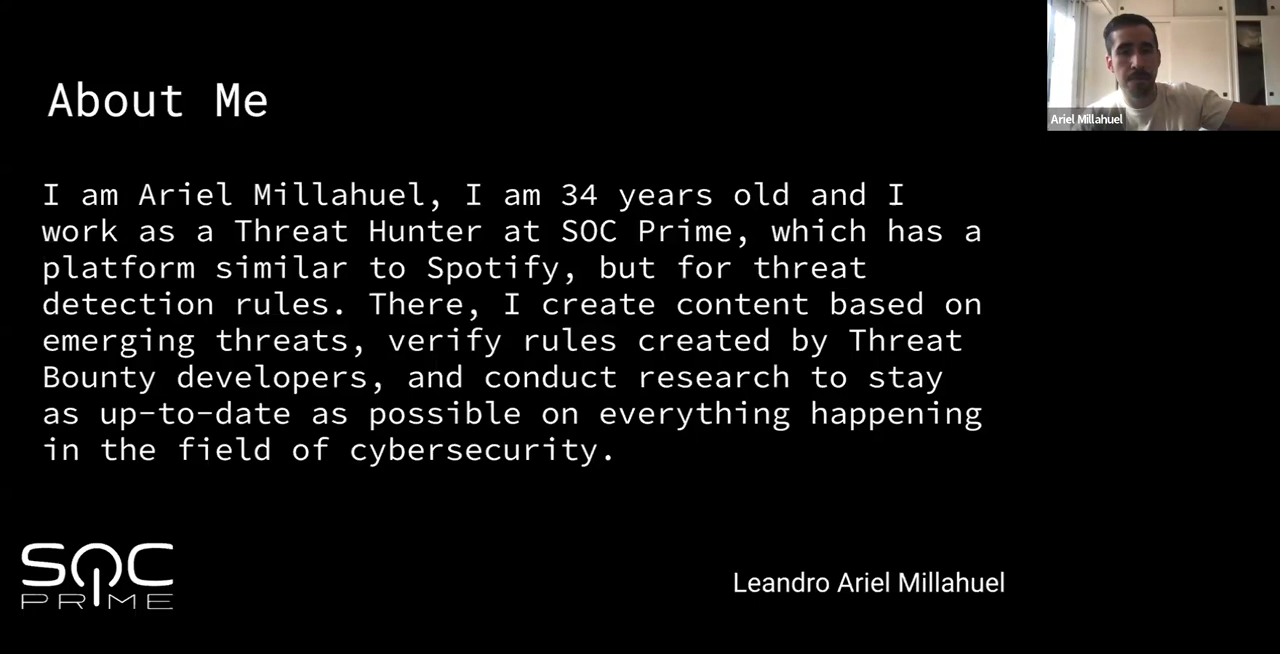 About Me
Ariel Millahuel
I am Ariel Millahuel, I am 34 years old and I
work as a Threat Hunter at SOC Prime, which has a
platform similar to Spotify, but for threat
detection rules. There, I create content based on
emerging threats, verify rules created by Threat
Bounty developers, and conduct research to stay
as up-to-date as possible on everything happening
in the field of cybersecurity.
SOC
PRIME
Leandro Ariel Millahuel